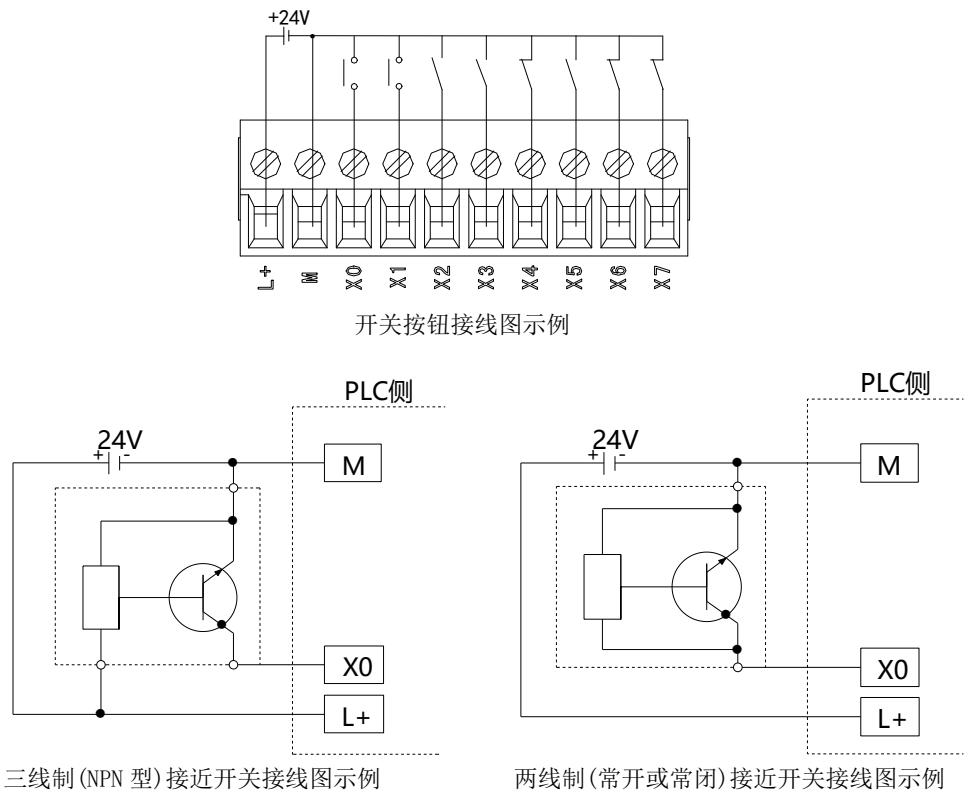 +24V
L+ M X0 X1 X2 X3 X4 X5 X6 X7
开关按钮接线图示例
PLC侧
24V
+ -
M
X0
L+
三线制(NPN 型)接近开关接线图示例
PLC侧
24V
+ -
M
X0
L+
两线制(常开或常闭)接近开关接线图示例